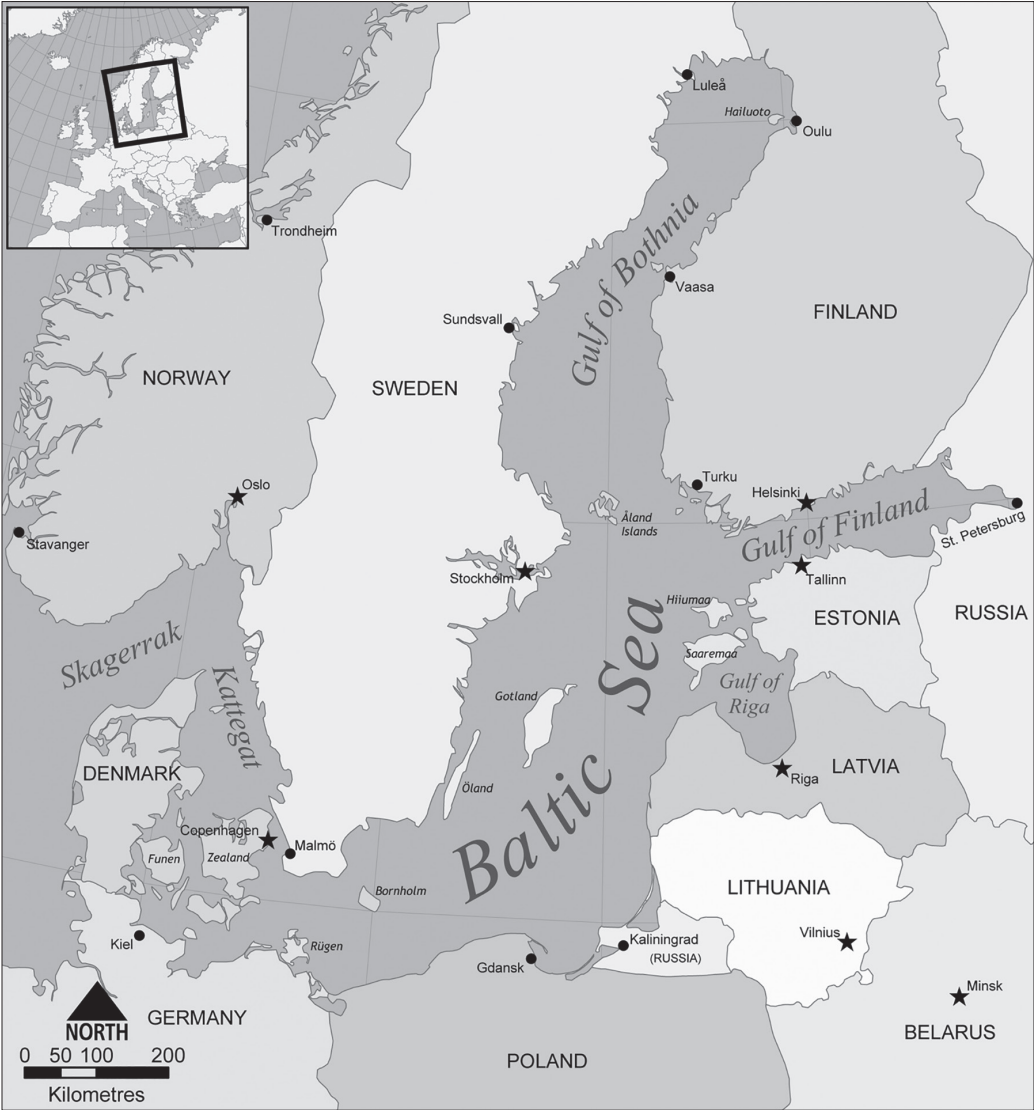 Luleå
Hailuoto
Oulu
Trondheim
Gulf of Bothnia
Vaasa
Sundsvall
FINLAND
NORWAY
SWEDEN
Oslo
Turku
Helsinki
Stavanger
Åland
Islands
Gulf of Finland
St. Petersburg
Stockholm
Tallinn
Hiiumaa
ESTONIA
RUSSIA
Skagerrak
Kattegat
Saaremaa
Gulf of
Riga
Gotland
Baltic Sea
DENMARK
Öland
Riga
LATVIA
Copenhagen
Malmö
Funen
Zealand
Bornholm
LITHUANIA
Kiel
Rügen
Gdansk
Kaliningrad
(RUSSIA)
Vilnius
Minsk
NORTH
GERMANY
BELARUS
POLAND
0 50 100 200
Kilometres